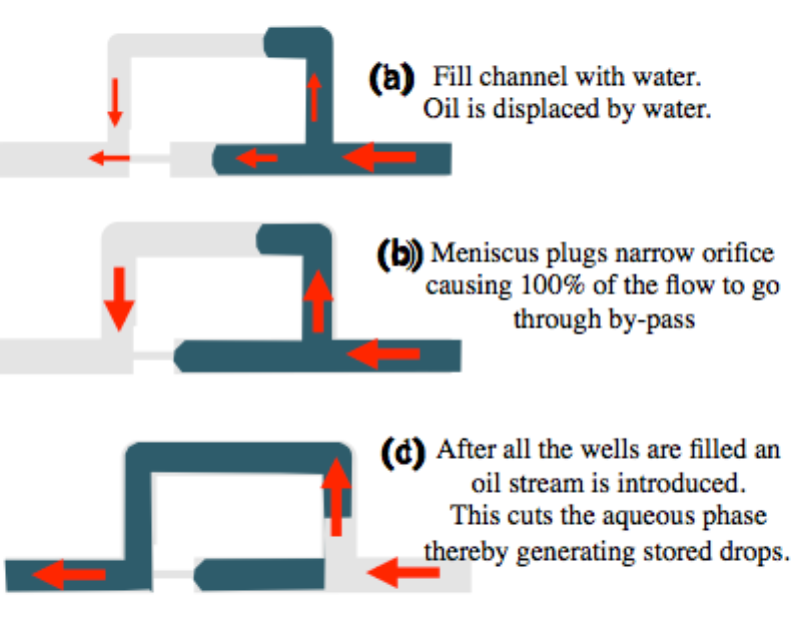 (a) Fill channel with water.
Oil is displaced by water.
(b) Meniscus plugs narrow orifice
causing 100% of the flow to go
through by-pass
(d) After all the wells are filled an
oil stream is introduced.
This cuts the aqueous phase
thereby generating stored drops.